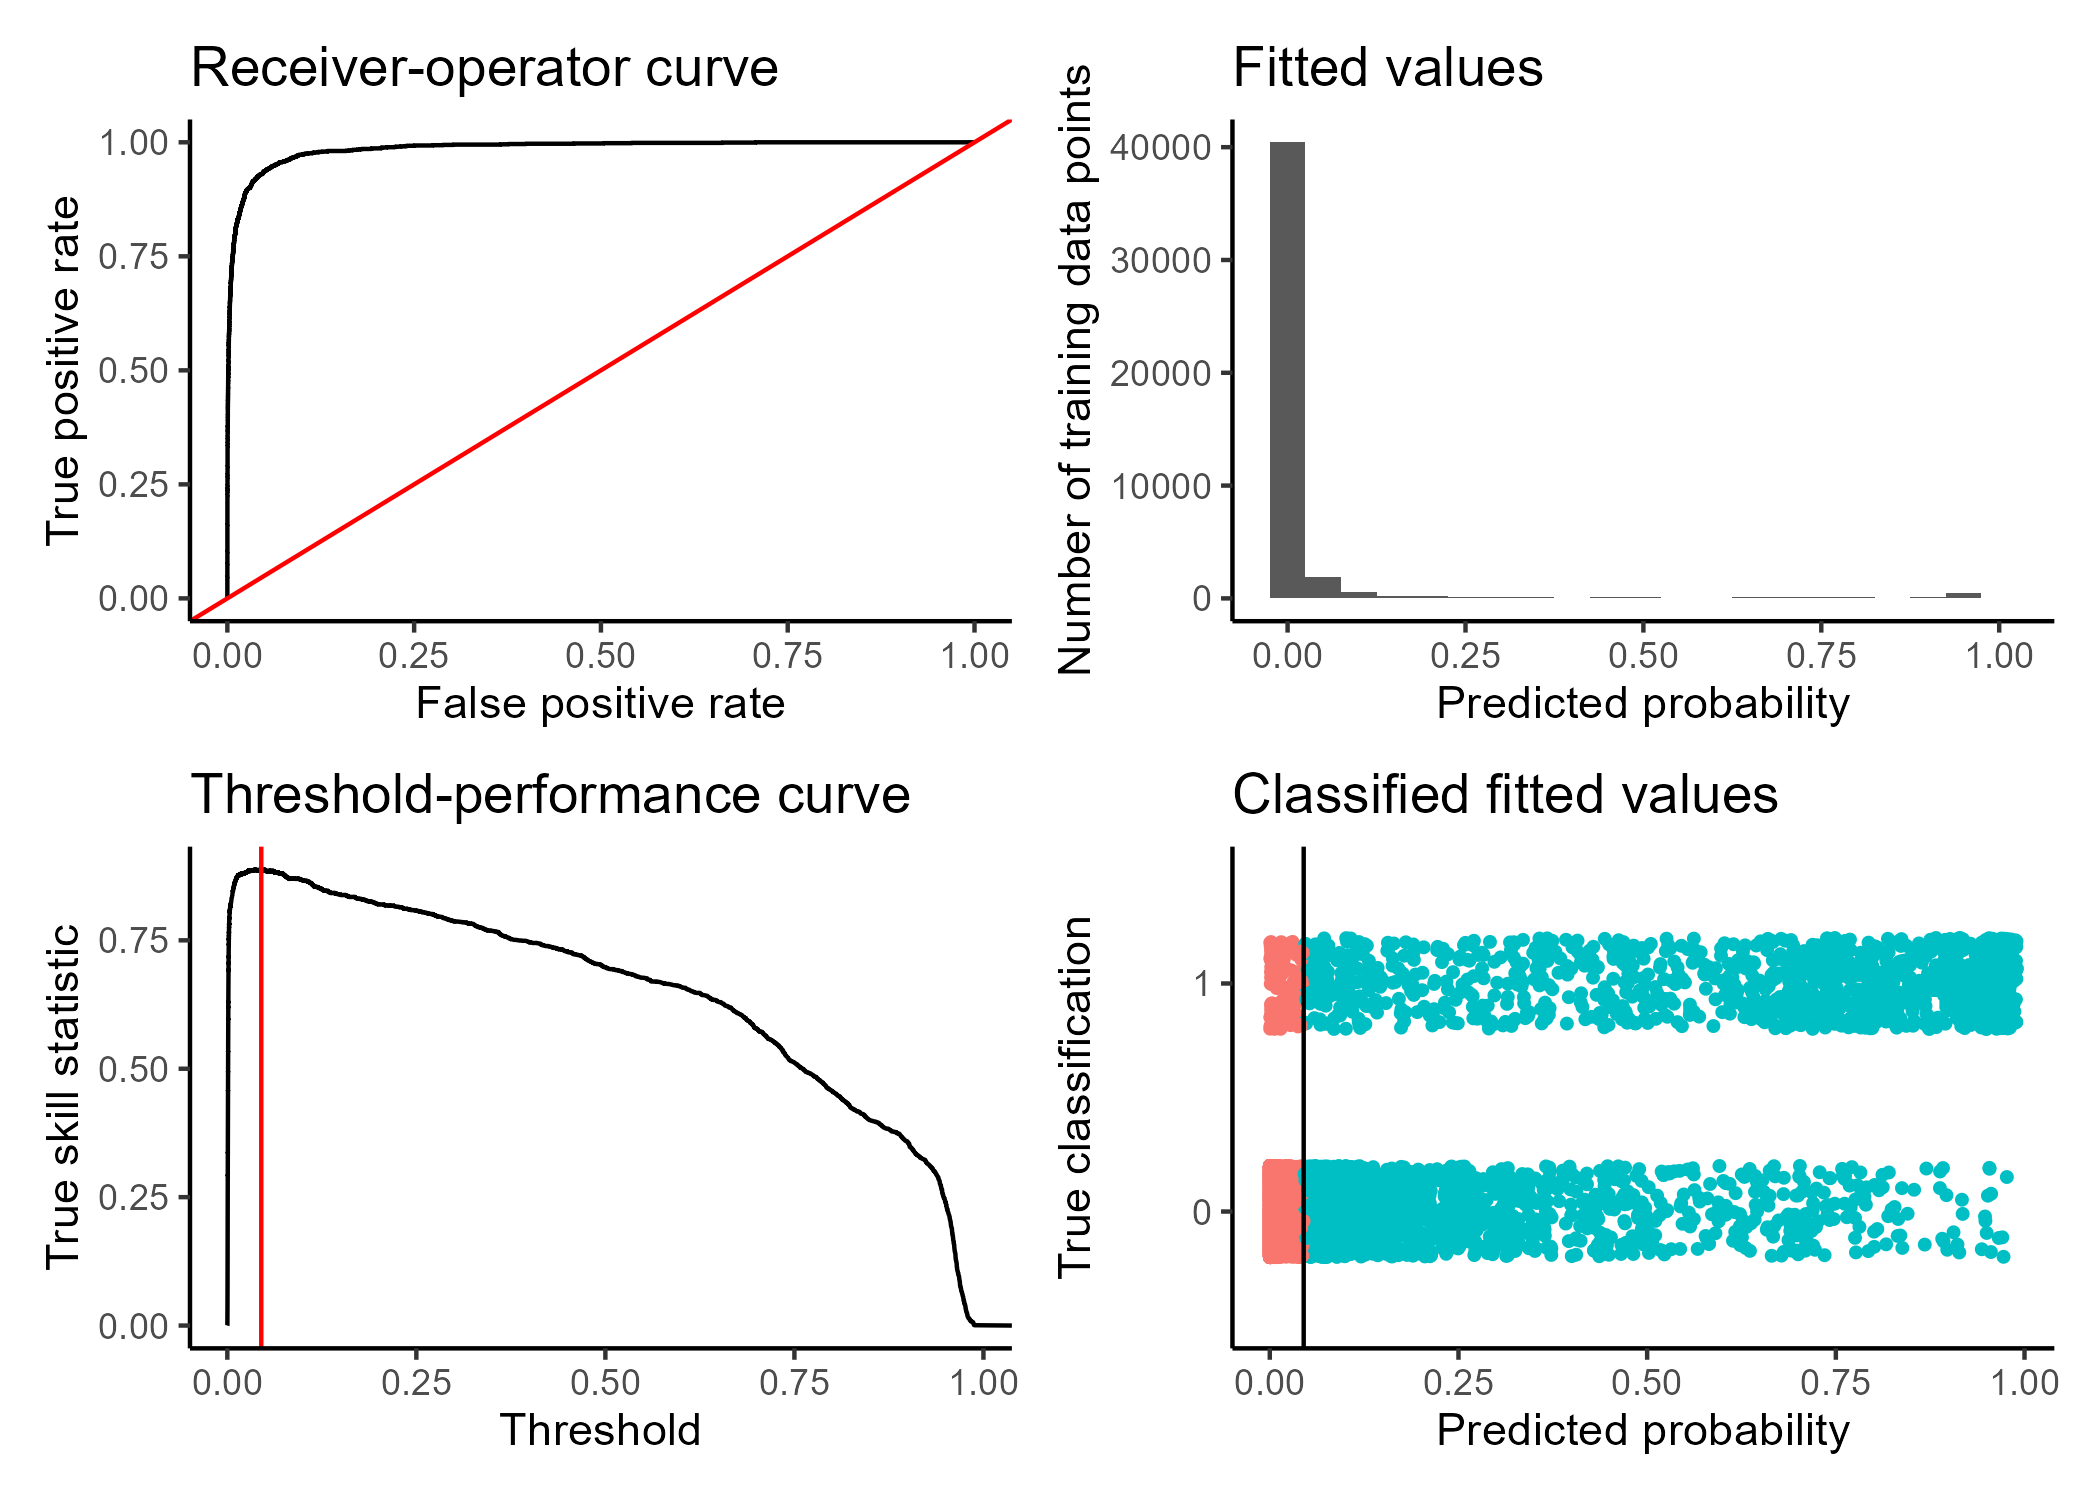 Receiver-operator curve
True positive rate
1.00
0.75
0.50
0.25
0.00
0.00 0.25 0.50 0.75 1.00
False positive rate
Fitted values
Number of training data points
40000
30000
20000
10000
0
0.00 0.25 0.50 0.75 1.00
Predicted probability
Threshold-performance curve
True skill statistic
0.75
0.50
0.25
0.00
0.00 0.25 0.50 0.75 1.00
Threshold
Classified fitted values
True classification
1
0
0.00 0.25 0.50 0.75 1.00
Predicted probability